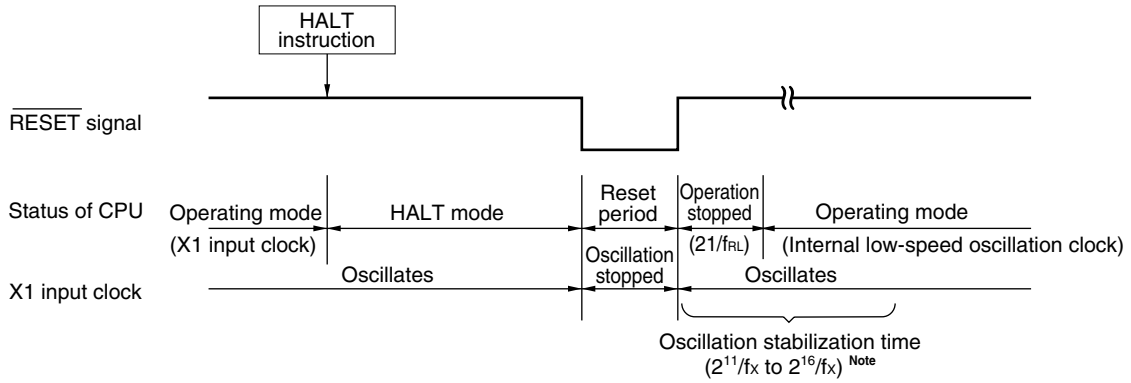 HALT
instruction
RESET signal
Status of CPU
Operating mode
(X1 input clock)
HALT mode
Reset
period
Operation
stopped
(21/fRL)
Operating mode
(Internal low-speed oscillation clock)
X1 input clock
Oscillates
Oscillation
stopped
Oscillates
Oscillation stabilization time
(2¹¹/fX to 2¹⁶/fX) Note